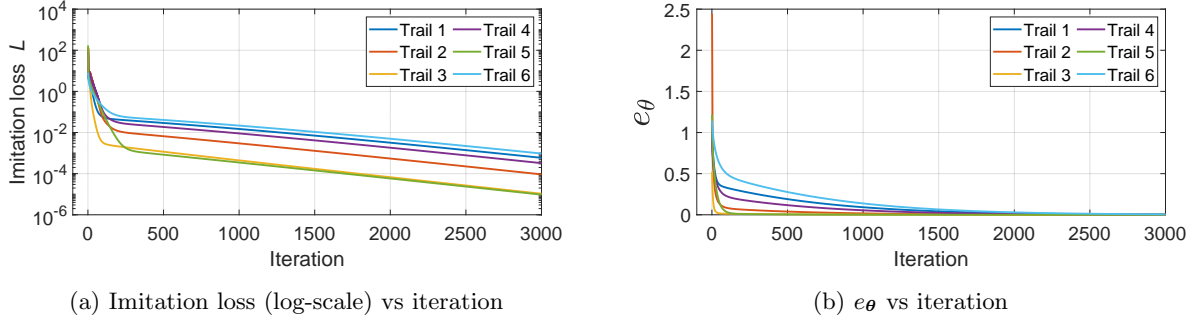 Imitation loss L
10^2
10^0
10^-2
10^-4
10^-6
0 500 1000 1500 2000 2500 3000
Iteration
Trail 1 Trail 4
Trail 2 Trail 5
Trail 3 Trail 6
(a) Imitation loss (log-scale) vs iteration
e_θ
2.5
2
1.5
1
0.5
0
0 500 1000 1500 2000 2500 3000
Iteration
Trail 1 Trail 4
Trail 2 Trail 5
Trail 3 Trail 6
(b) e_θ vs iteration